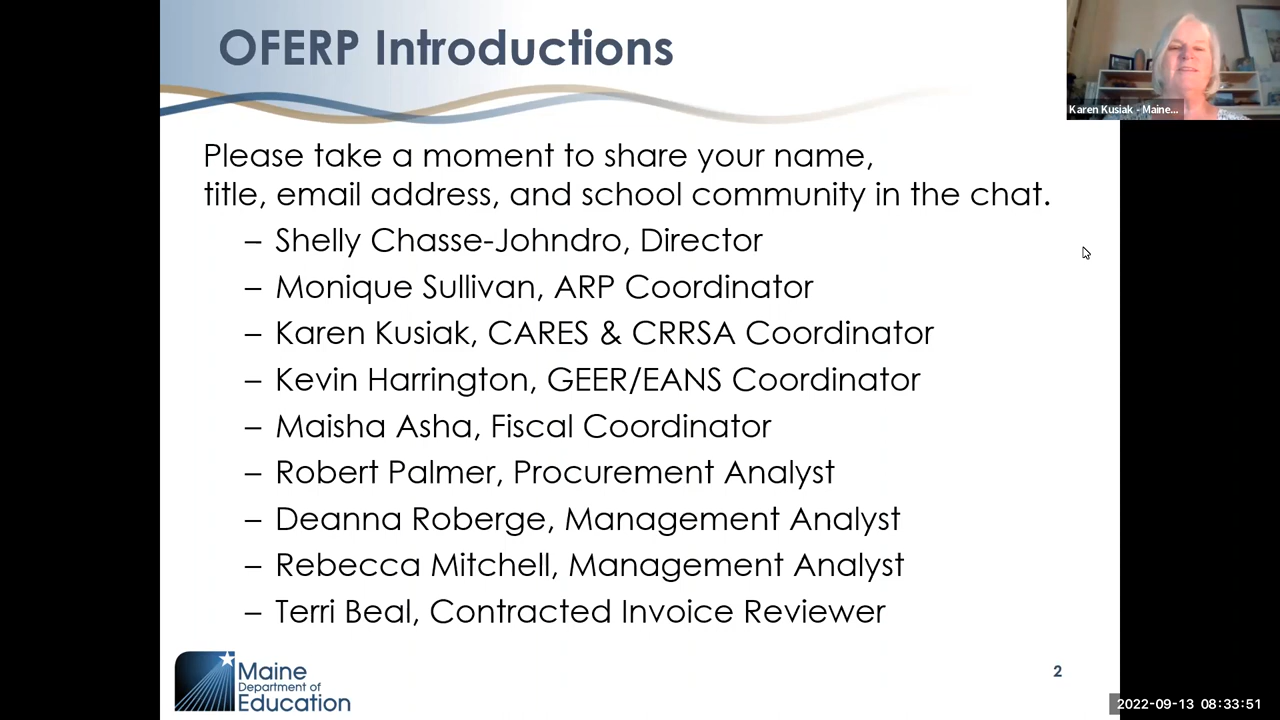 OFERP Introductions
Karen Kusiak - Maine...
Please take a moment to share your name,
title, email address, and school community in the chat.
– Shelly Chasse-Johndro, Director
– Monique Sullivan, ARP Coordinator
– Karen Kusiak, CARES & CRRSA Coordinator
– Kevin Harrington, GEER/EANS Coordinator
– Maisha Asha, Fiscal Coordinator
– Robert Palmer, Procurement Analyst
– Deanna Roberge, Management Analyst
– Rebecca Mitchell, Management Analyst
– Terri Beal, Contracted Invoice Reviewer
Maine
Department of
Education
2
2022-09-13 08:33:51